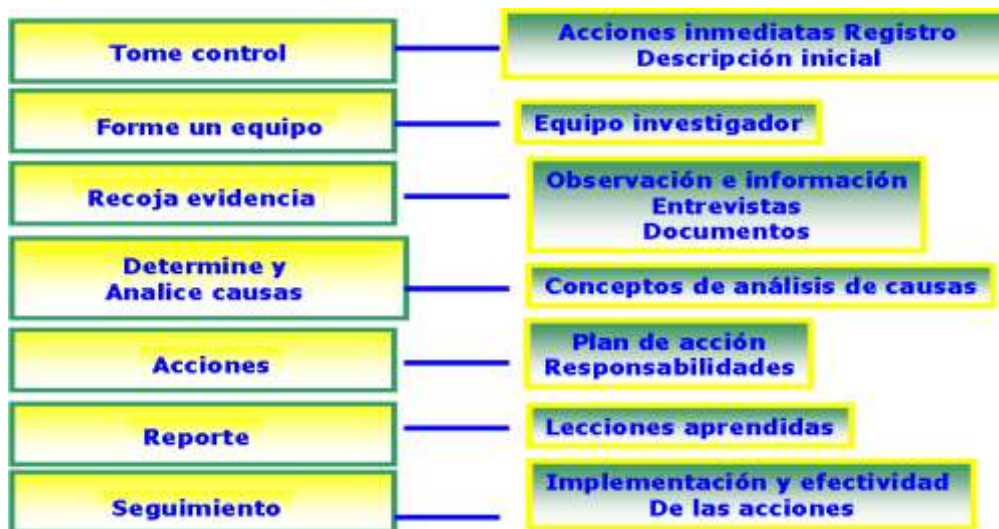 Tome control
Acciones inmediatas Registro
Descripción inicial
Forme un equipo
Equipo investigador
Recoja evidencia
Observación e información
Entrevistas
Documentos
Determine y
Analice causas
Conceptos de análisis de causas
Acciones
Plan de acción
Responsabilidades
Reporte
Lecciones aprendidas
Seguimiento
Implementación y efectividad
De las acciones